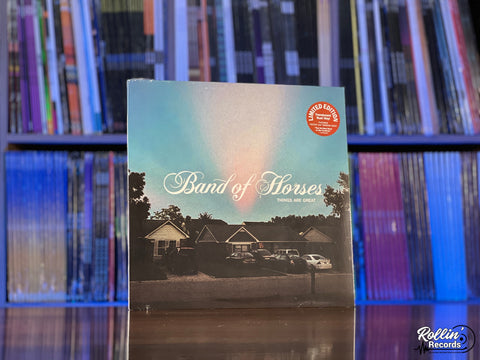 LIMITED EDITION
Band of Horses
THINGS ARE GREAT
Rollin'
Records